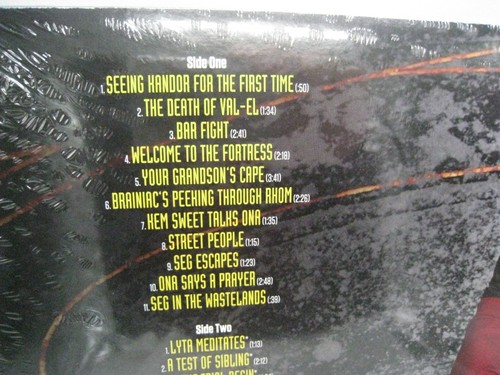 Side One
1. SEEING KANDOR FOR THE FIRST TIME (:50)
2. THE DEATH OF VAL-EL (1:34)
3. BAR FIGHT (2:41)
4. WELCOME TO THE FORTRESS (2:18)
5. YOUR GRANDSON'S CAPE (3:41)
6. BRAINIAC'S PEEKING THROUGH RHOM (2:26)
7. KEM SWEET TALKS ONA (1:35)
8. STREET PEOPLE (1:15)
9. SEG ESCAPES (1:23)
10. ONA SAYS A PRAYER (2:48)
11. SEG IN THE WASTELANDS (:39)
Side Two
1. LYTA MEDITATES* (1:13)
2. A TEST OF SIBLING* (2:12)